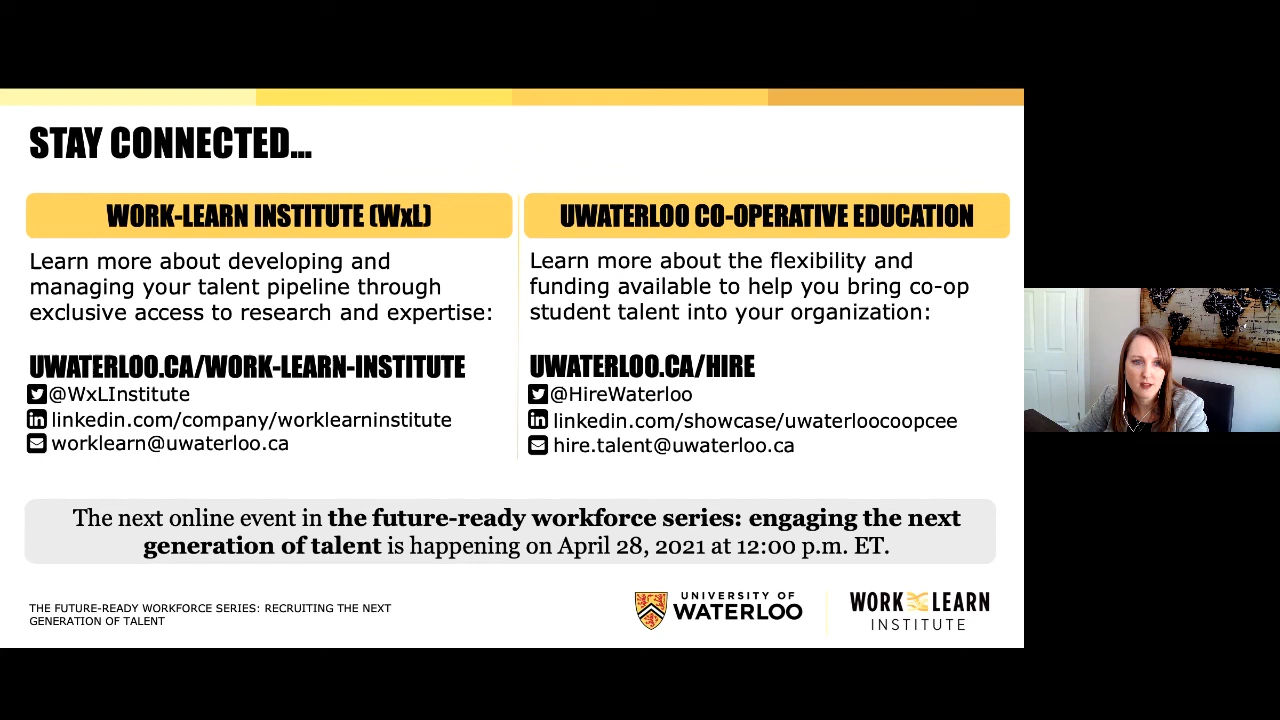 STAY CONNECTED...
WORK-LEARN INSTITUTE (WxL)
Learn more about developing and
managing your talent pipeline through
exclusive access to research and expertise:
UWATERLOO.CA/WORK-LEARN-INSTITUTE
@WxLInstitute
linkedin.com/company/worklearninstitute
worklearn@uwaterloo.ca
UWATERLOO CO-OPERATIVE EDUCATION
Learn more about the flexibility and
funding available to help you bring co-op
student talent into your organization:
UWATERLOO.CA/HIRE
@HireWaterloo
linkedin.com/showcase/uwaterloocoopcee
hire.talent@uwaterloo.ca
The next online event in the future-ready workforce series: engaging the next
generation of talent is happening on April 28, 2021 at 12:00 p.m. ET.
THE FUTURE-READY WORKFORCE SERIES: RECRUITING THE NEXT
GENERATION OF TALENT
UNIVERSITY OF
WATERLOO
WORK LEARN
INSTITUTE